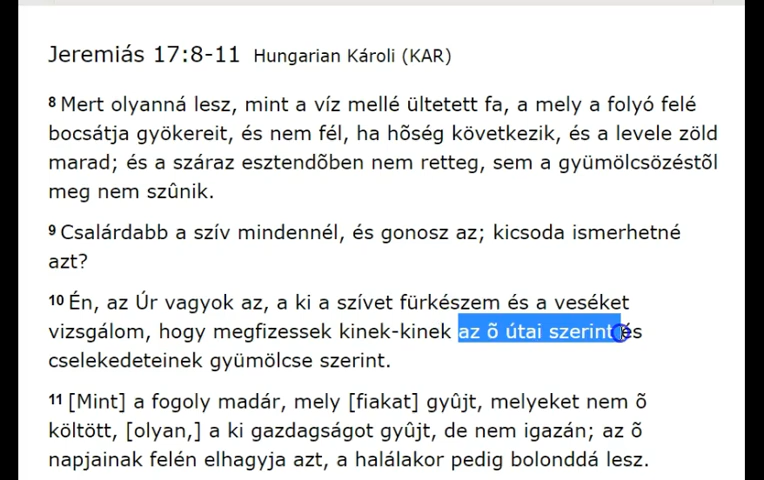 Jeremiás 17:8-11 Hungarian Károli (KAR)
8 Mert olyanná lesz, mint a víz mellé ültetett fa, a mely a folyó felé
bocsátja gyökereit, és nem fél, ha hõség következik, és a levele zöld
marad; és a száraz esztendõben nem retteg, sem a gyümölcsözéstõl
meg nem szûnik.
9 Csalárdabb a szív mindennél, és gonosz az; kicsoda ismerhetné
azt?
10 Én, az Úr vagyok az, a ki a szívet fürkészem és a veséket
vizsgálom, hogy megfizessek kinek-kinek az õ útai szerint és
cselekedeteinek gyümölcse szerint.
11 [Mint] a fogoly madár, mely [fiakat] gyûjt, melyeket nem õ
költött, [olyan,] a ki gazdagságot gyûjt, de nem igazán; az õ
napjainak felén elhagyja azt, a halálakor pedig bolonddá lesz.